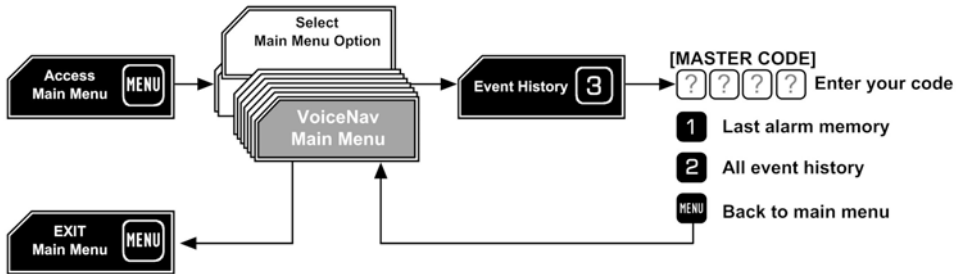 Select
Main Menu Option
Access
Main Menu
MENU
VoiceNav
Main Menu
Event History
3
[MASTER CODE]
? ? ? ? Enter your code
1 Last alarm memory
2 All event history
MENU Back to main menu
EXIT
Main Menu
MENU